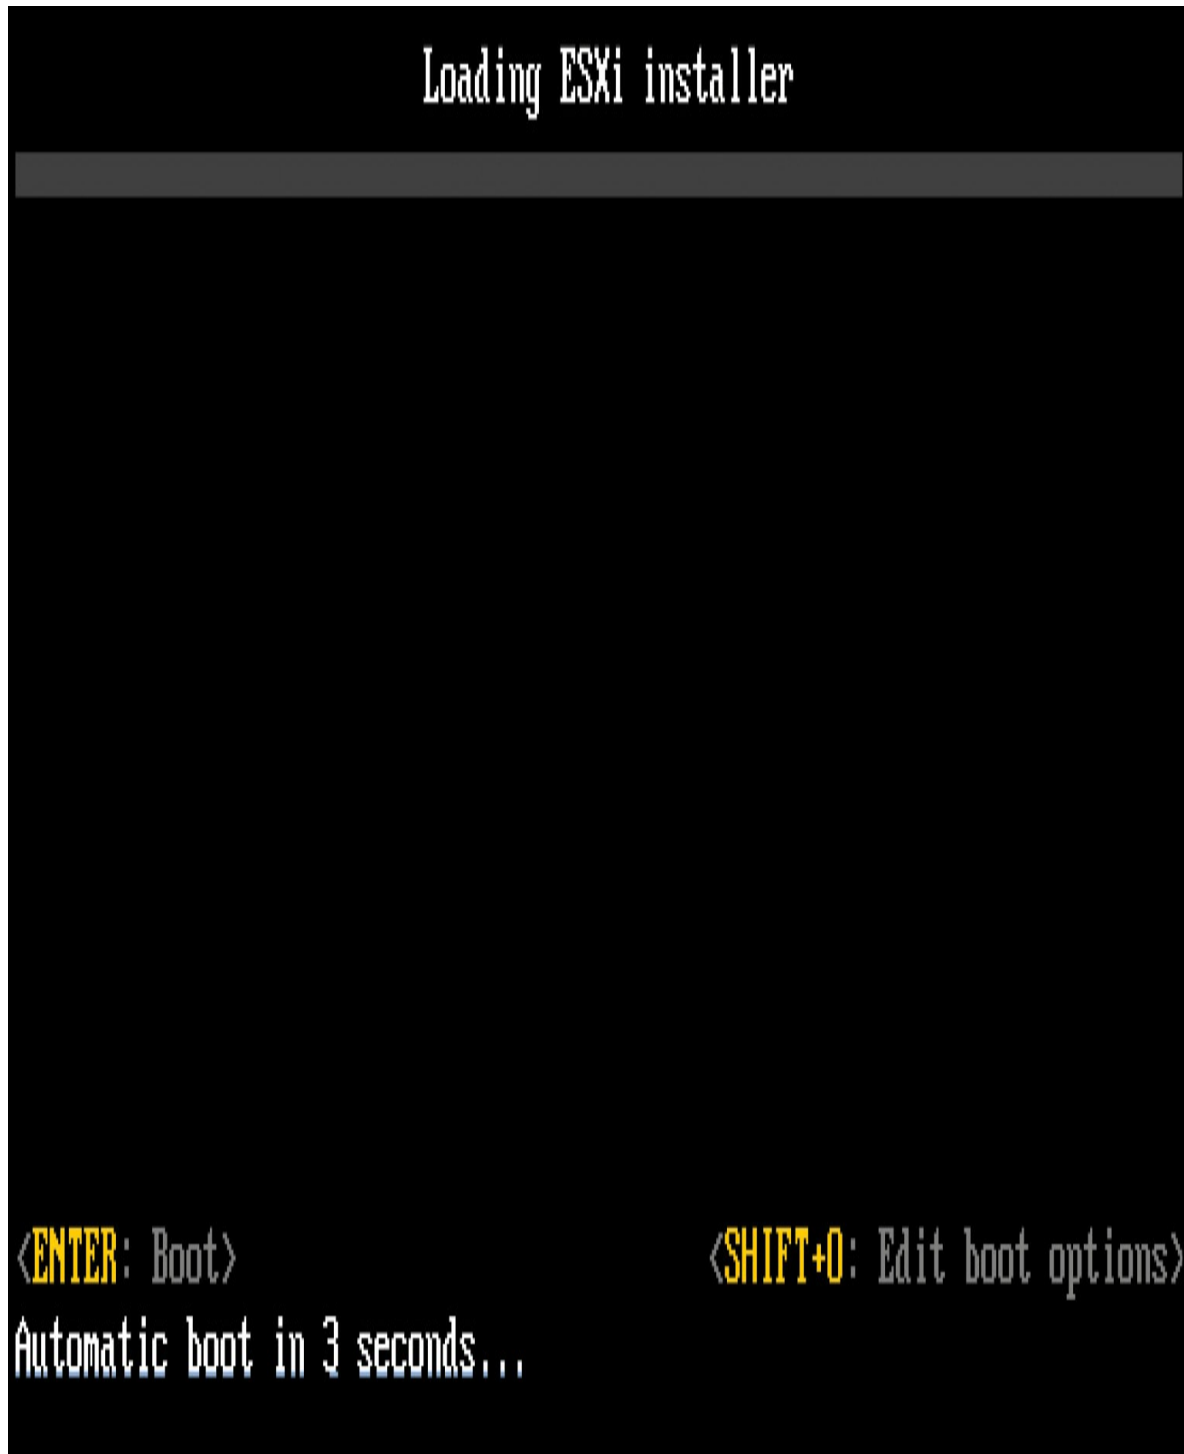 Loading ESXi installer
<ENTER: Boot> <SHIFT+O: Edit boot options>
Automatic boot in 3 seconds...